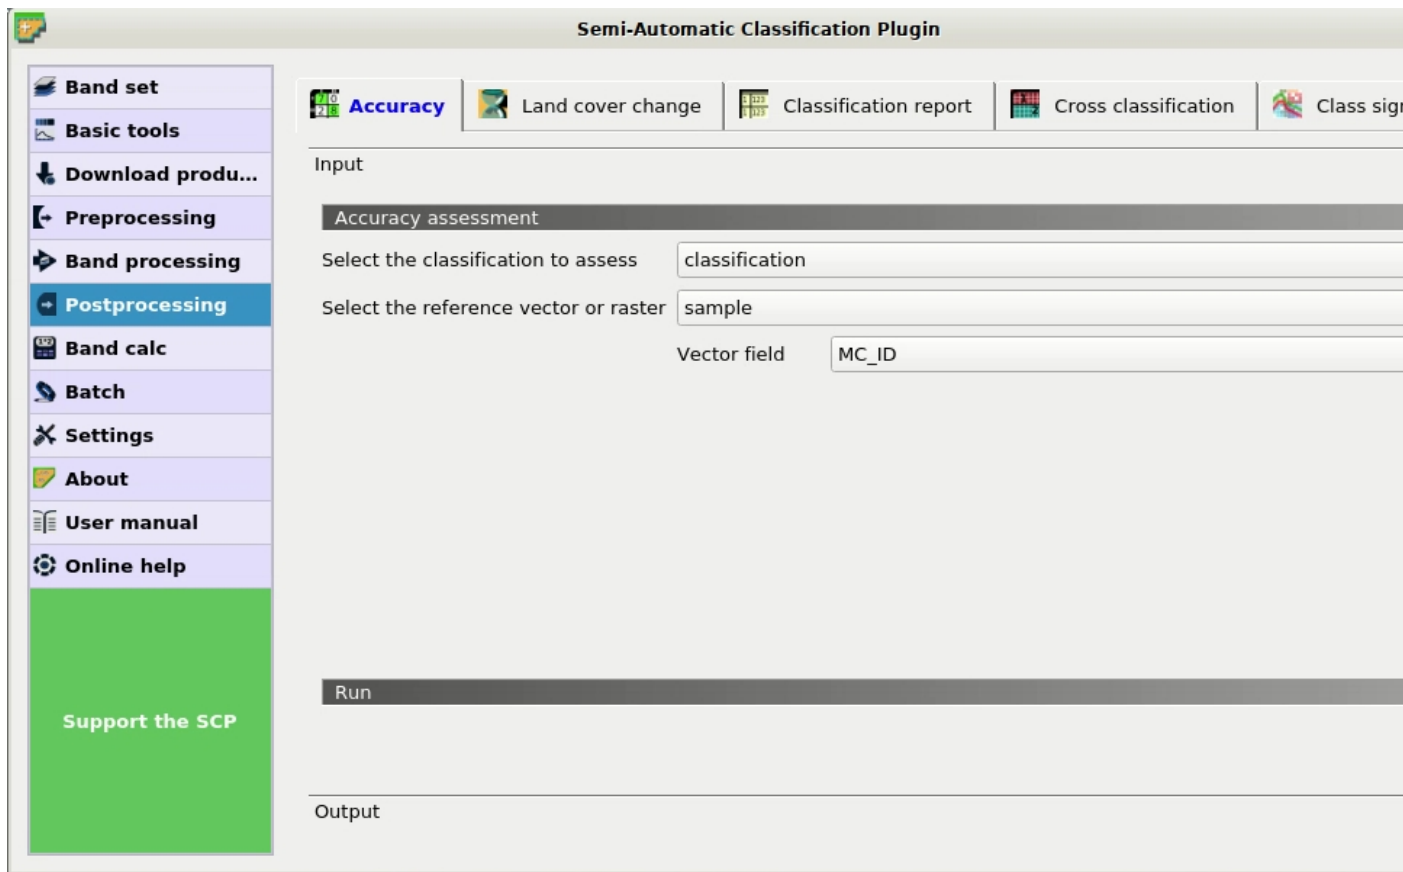 Semi-Automatic Classification Plugin
Band set
Basic tools
Download produ...
Preprocessing
Band processing
Postprocessing
Band calc
Batch
Settings
About
User manual
Online help
Support the SCP
Accuracy
Land cover change
Classification report
Cross classification
Class
Input
Accuracy assessment
Select the classification to assess
classification
Select the reference vector or raster
sample
Vector field
MC_ID
Run
Output